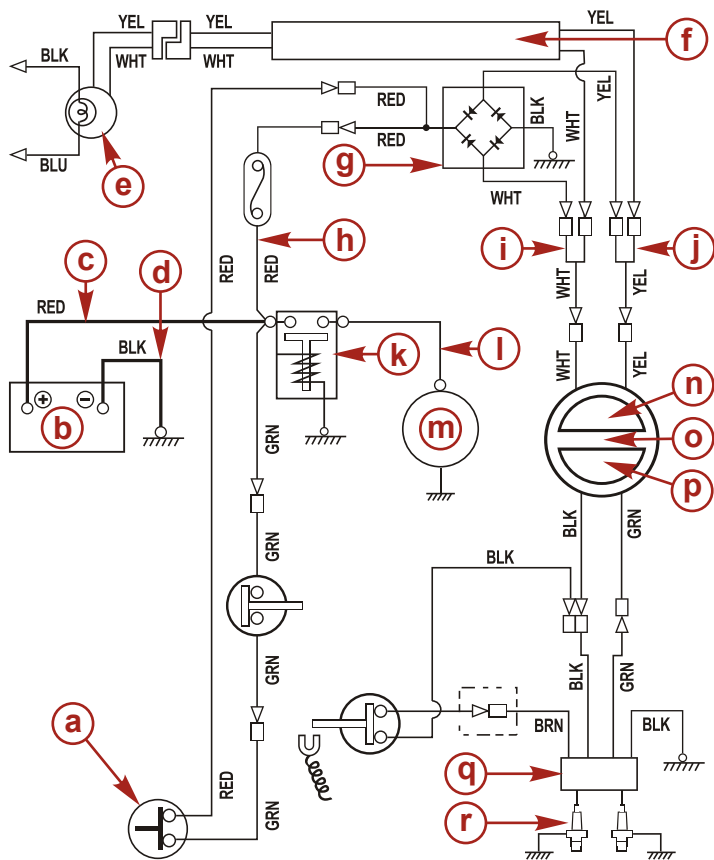 YEL
YEL
YEL
BLK
WHT
WHT
f
RED
YEL
BLK
WHT
RED
e
BLU
g
WHT
h
i
j
c
d
RED
RED
WHT
YEL
RED
BLK
k
l
WHT
YEL
b
m
n
o
p
GRN
BLK
GRN
GRN
BLK
GRN
BLK
GRN
BRN
BLK
a
RED
GRN
q
r